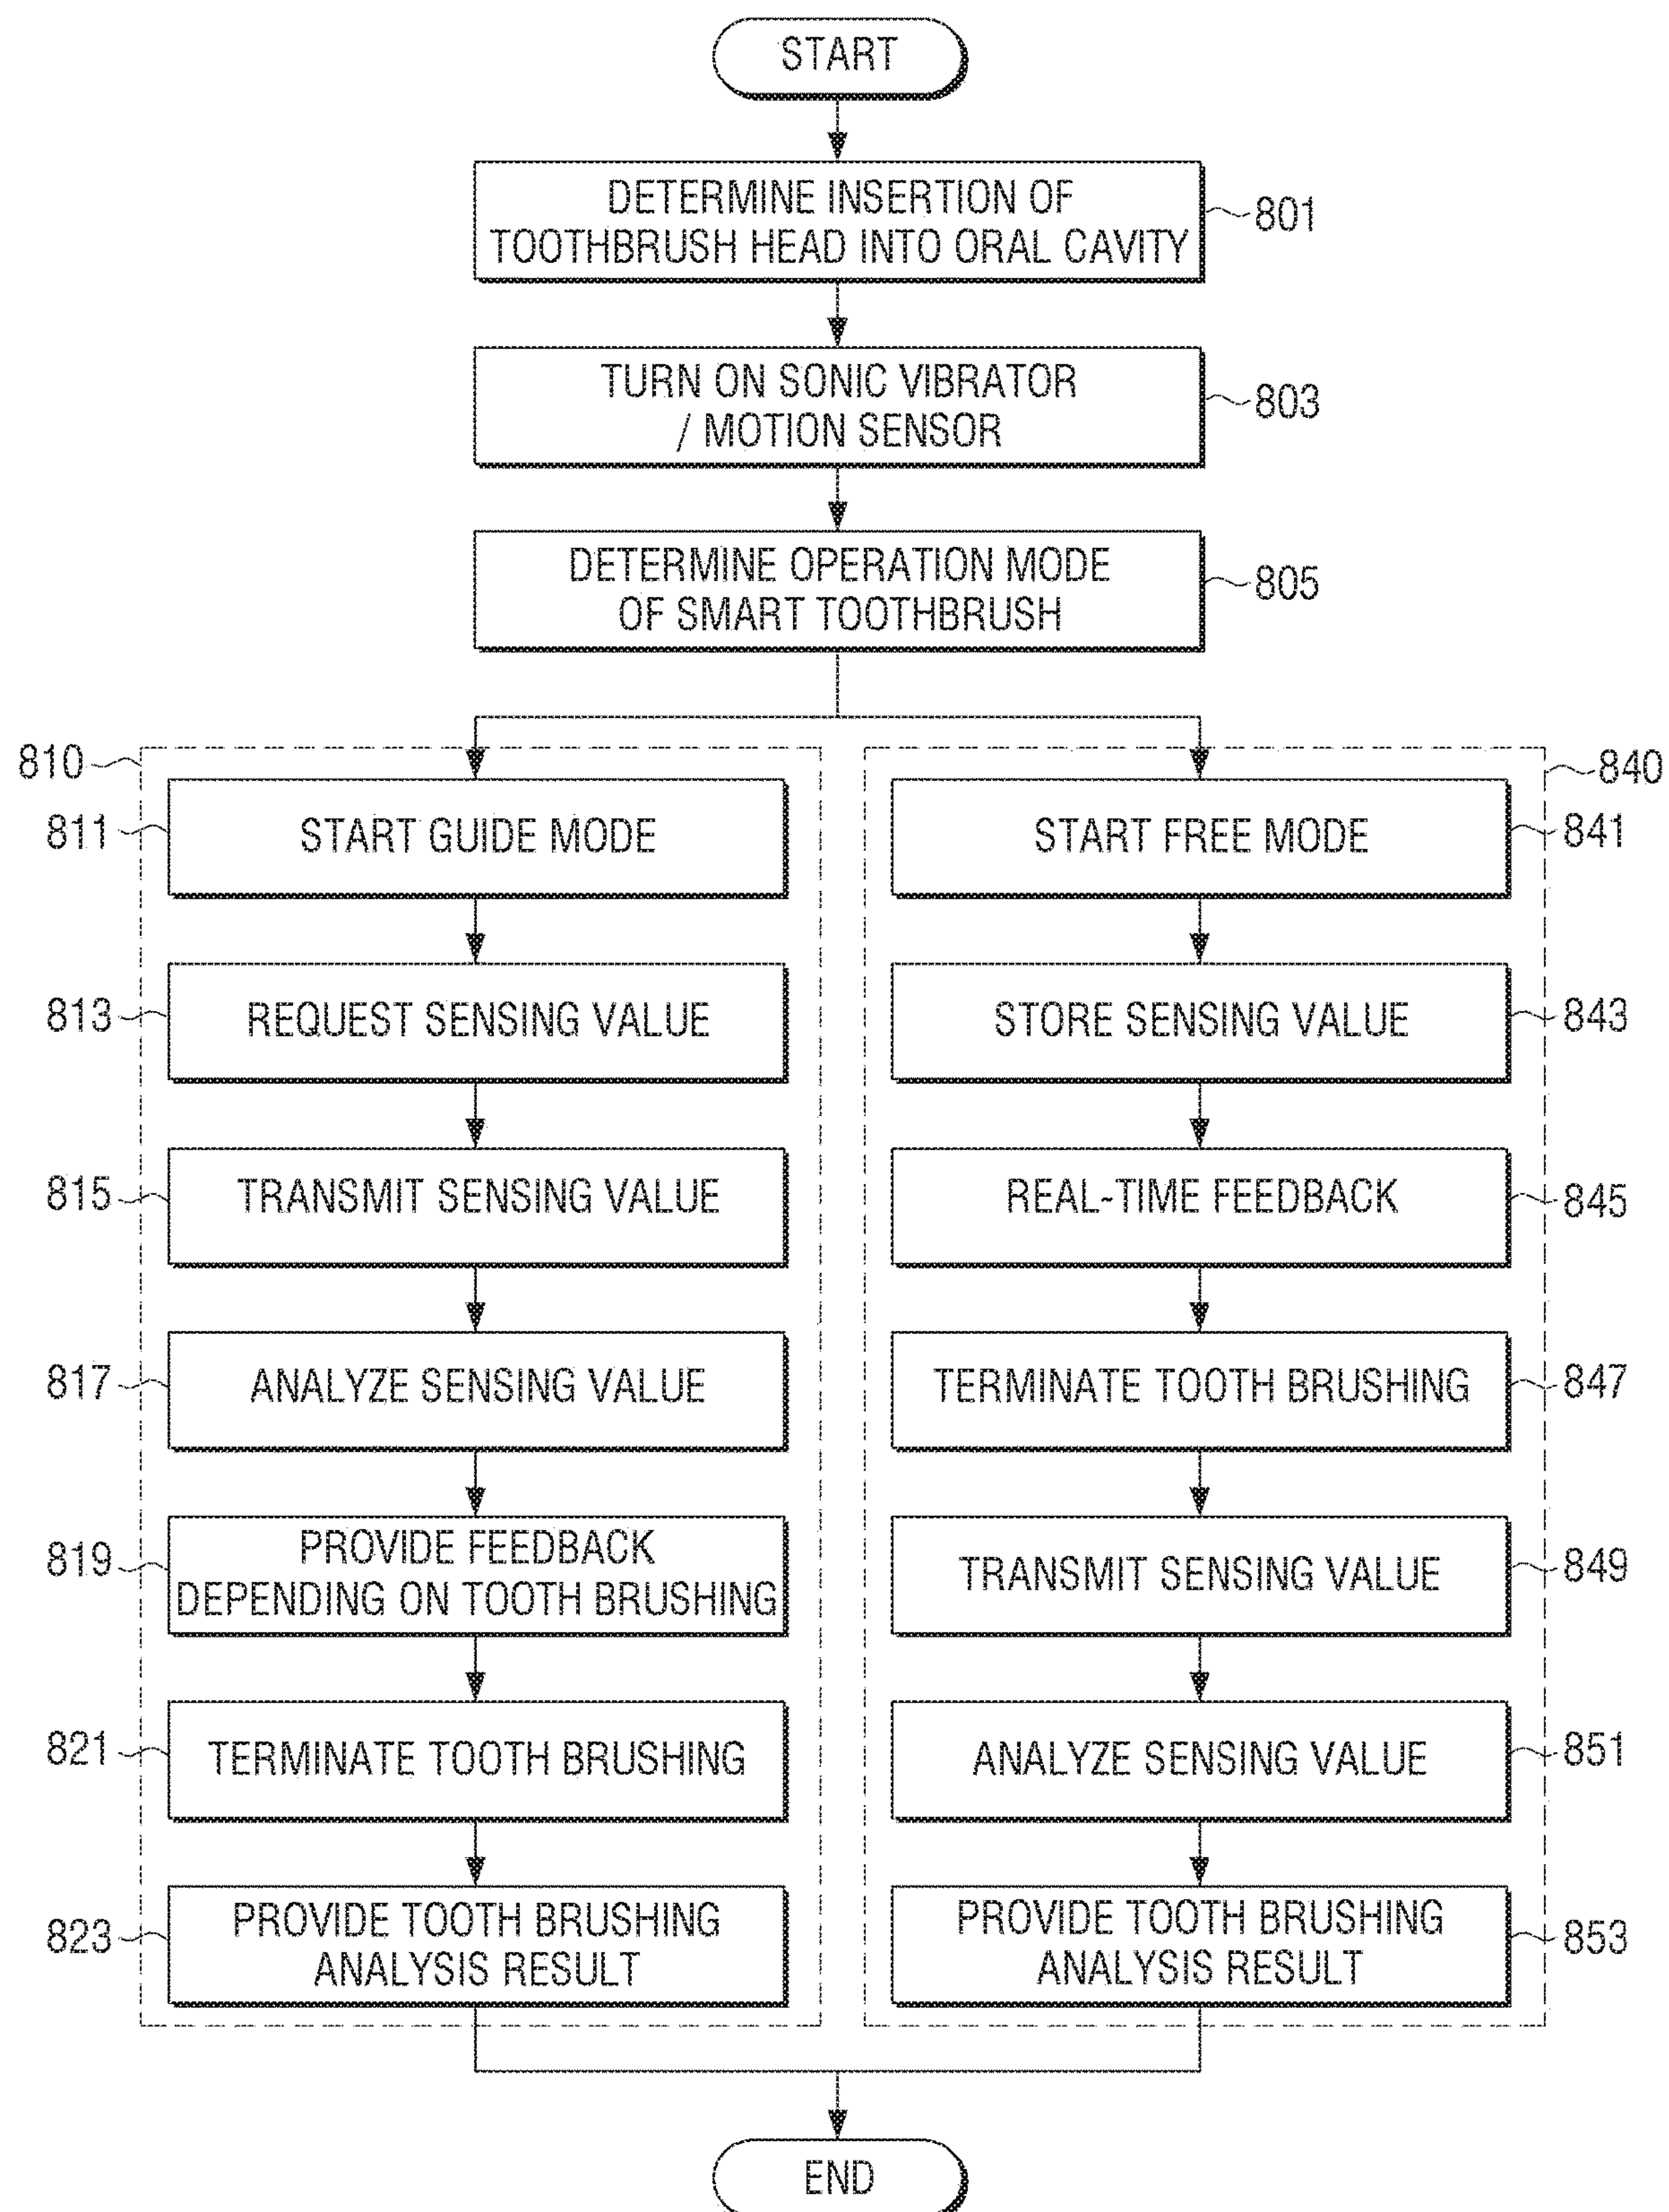 START
DETERMINE INSERTION OF
TOOTHBRUSH HEAD INTO ORAL CAVITY
801
TURN ON SONIC VIBRATOR
/ MOTION SENSOR
803
DETERMINE OPERATION MODE
OF SMART TOOTHBRUSH
805
810
811
START GUIDE MODE
813
REQUEST SENSING VALUE
815
TRANSMIT SENSING VALUE
817
ANALYZE SENSING VALUE
819
PROVIDE FEEDBACK
DEPENDING ON TOOTH BRUSHING
821
TERMINATE TOOTH BRUSHING
823
PROVIDE TOOTH BRUSHING
ANALYSIS RESULT
840
START FREE MODE
841
STORE SENSING VALUE
843
REAL-TIME FEEDBACK
845
TERMINATE TOOTH BRUSHING
847
TRANSMIT SENSING VALUE
849
ANALYZE SENSING VALUE
851
PROVIDE TOOTH BRUSHING
ANALYSIS RESULT
853
END